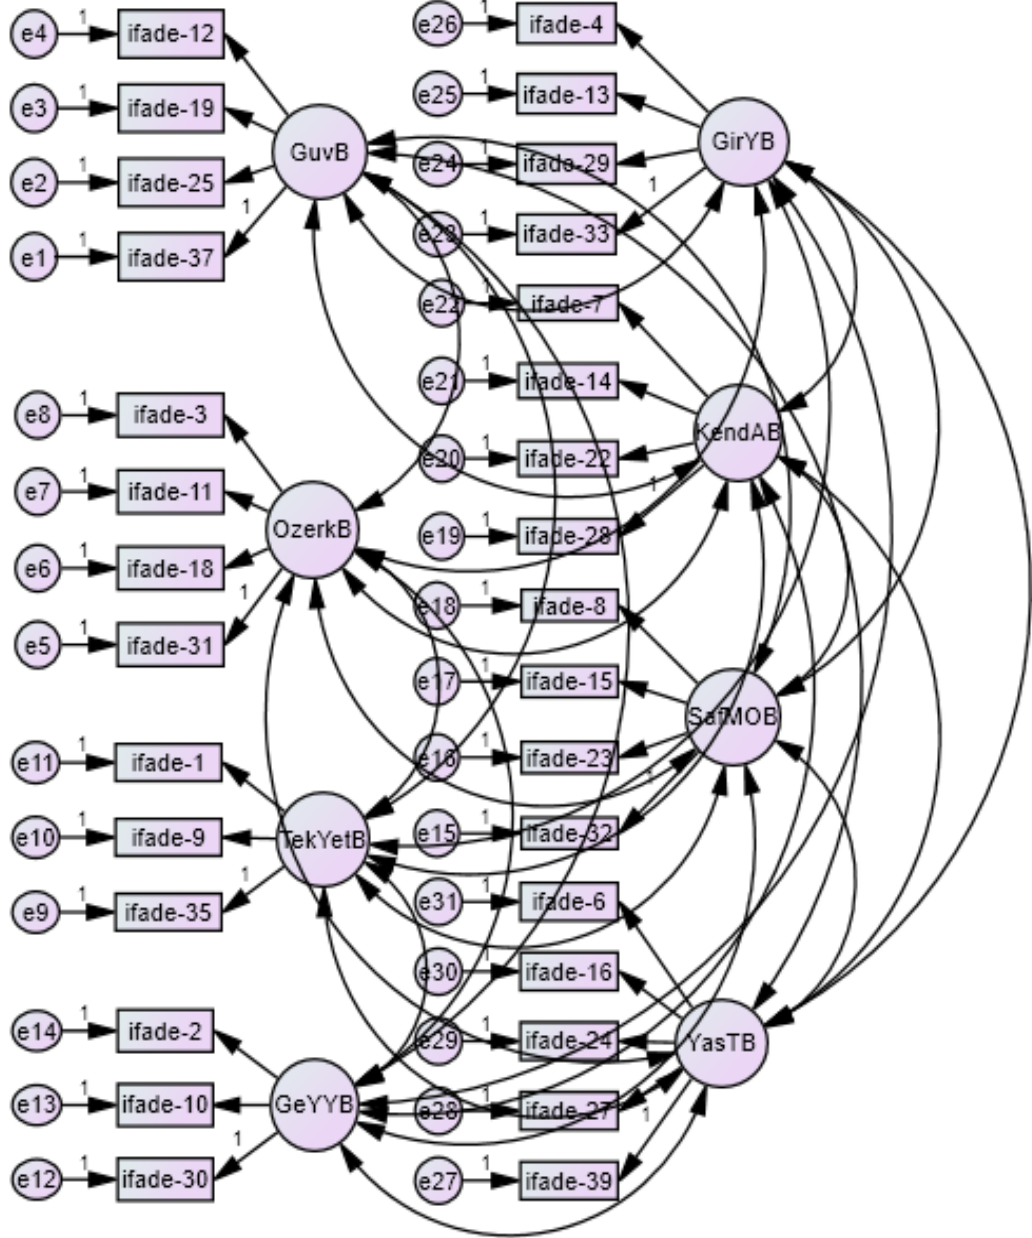 e4 1 ifade-12
e3 1 ifade-19
e2 1 ifade-25
e1 1 ifade-37
1
GuvB
e8 1 ifade-3
e7 1 ifade-11
e6 1 ifade-18
e5 1 ifade-31
1
OzerkB
e11 1 ifade-1
e10 1 ifade-9
e9 1 ifade-35
1
TekYetB
e14 1 ifade-2
e13 1 ifade-10
e12 1 ifade-30
1
GeYYB
e26 1 ifade-4
e25 1 ifade-13
e24 1 ifade-29
e23 1 ifade-33
1
GirYB
e22 1 ifade-7
e21 1 ifade-14
e20 1 ifade-22
e19 1 ifade-28
1
KendAB
e18 1 ifade-8
e17 1 ifade-15
e16 1 ifade-23
e15 1 ifade-32
1
SafMOB
e31 1 ifade-6
e30 1 ifade-16
e29 1 ifade-24
e28 1 ifade-27
e27 1 ifade-39
1
YasTB